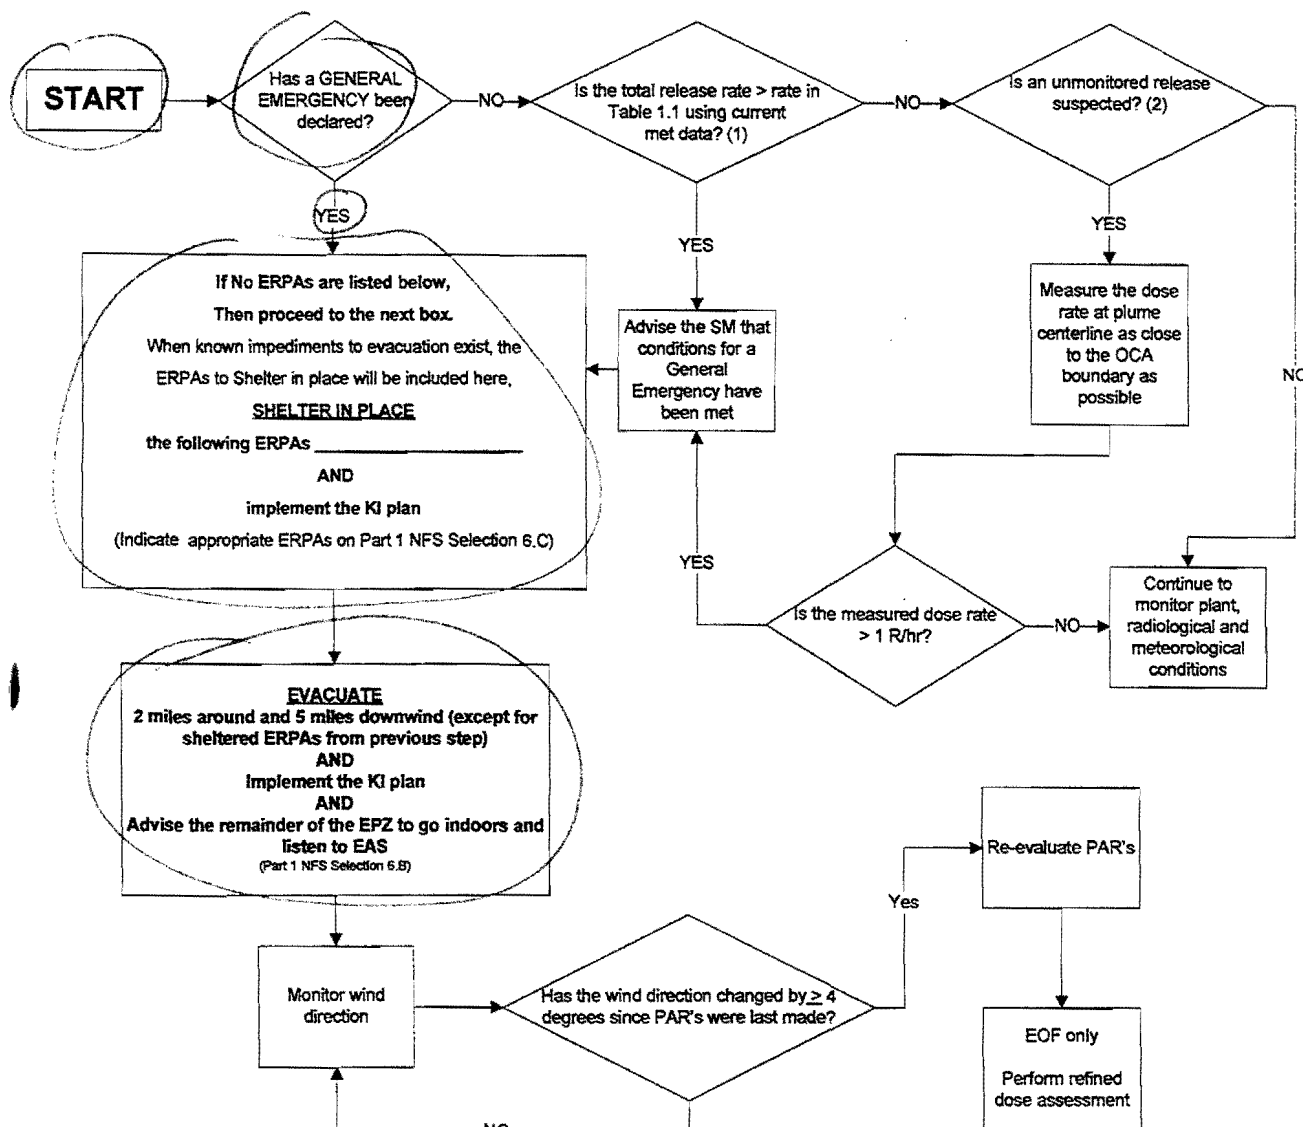 START
Has a GENERAL
EMERGENCY been
declared?
NO
Is the total release rate > rate in
Table 1.1 using current
met data? (1)
NO
Is an unmonitored release
suspected? (2)
YES
YES
YES
NO
If No ERPAs are listed below,
Then proceed to the next box.
When known impediments to evacuation exist, the
ERPAs to Shelter in place will be included here,
SHELTER IN PLACE
the following ERPAs
AND
implement the KI plan
(Indicate appropriate ERPAs on Part 1 NFS Selection 6.C)
Advise the SM that
conditions for a
General
Emergency have
been met
Measure the dose
rate at plume
centerline as close
to the OCA
boundary as
possible
YES
Is the measured dose rate
> 1 R/hr?
NO
Continue to
monitor plant,
radiological and
meteorological
conditions
EVACUATE
2 miles around and 5 miles downwind (except for
sheltered ERPAs from previous step)
AND
Implement the KI plan
AND
Advise the remainder of the EPZ to go indoors and
listen to EAS
(Part 1 NFS Selection 6.B)
Monitor wind
direction
Has the wind direction changed by ≥ 4
degrees since PAR's were last made?
Yes
Re-evaluate PAR's
EOF only
Perform refined
dose assessment
NO